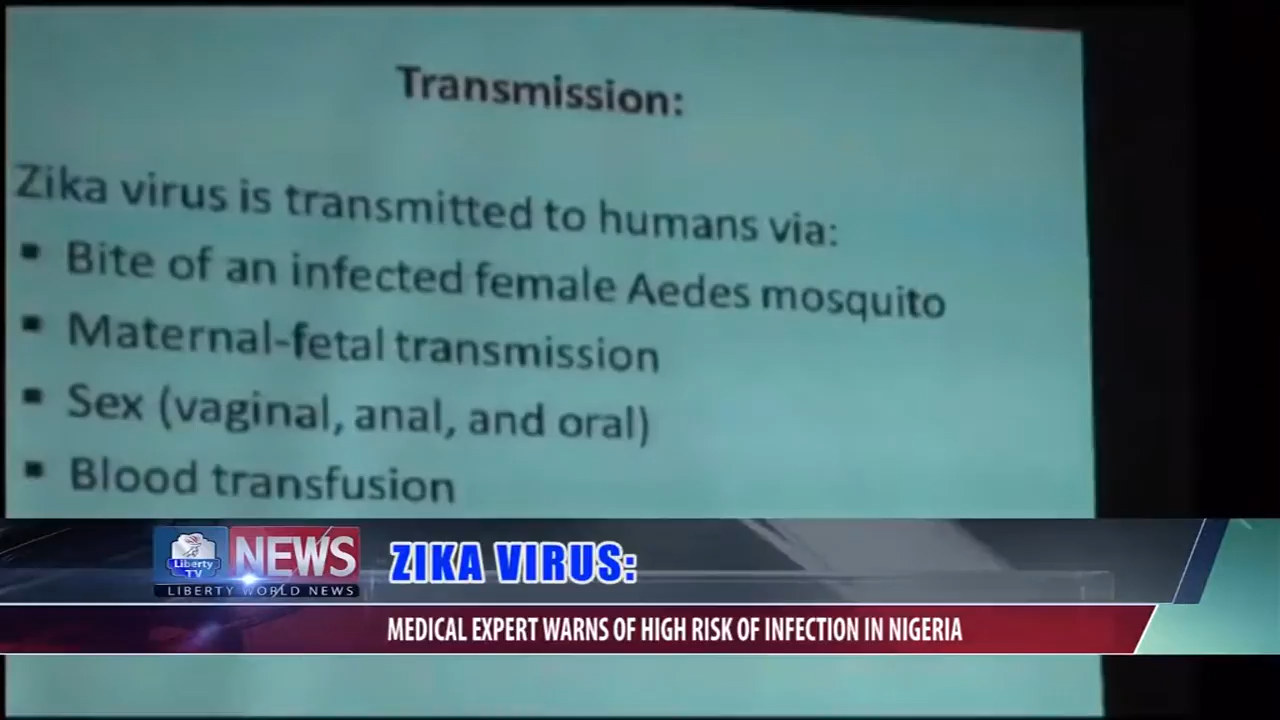 Transmission:
Zika virus is transmitted to humans via:
▪ Bite of an infected female Aedes mosquito
▪ Maternal-fetal transmission
▪ Sex (vaginal, anal, and oral)
▪ Blood transfusion
Liberty
TV
NEWS
LIBERTY WORLD NEWS
ZIKA VIRUS:
MEDICAL EXPERT WARNS OF HIGH RISK OF INFECTION IN NIGERIA